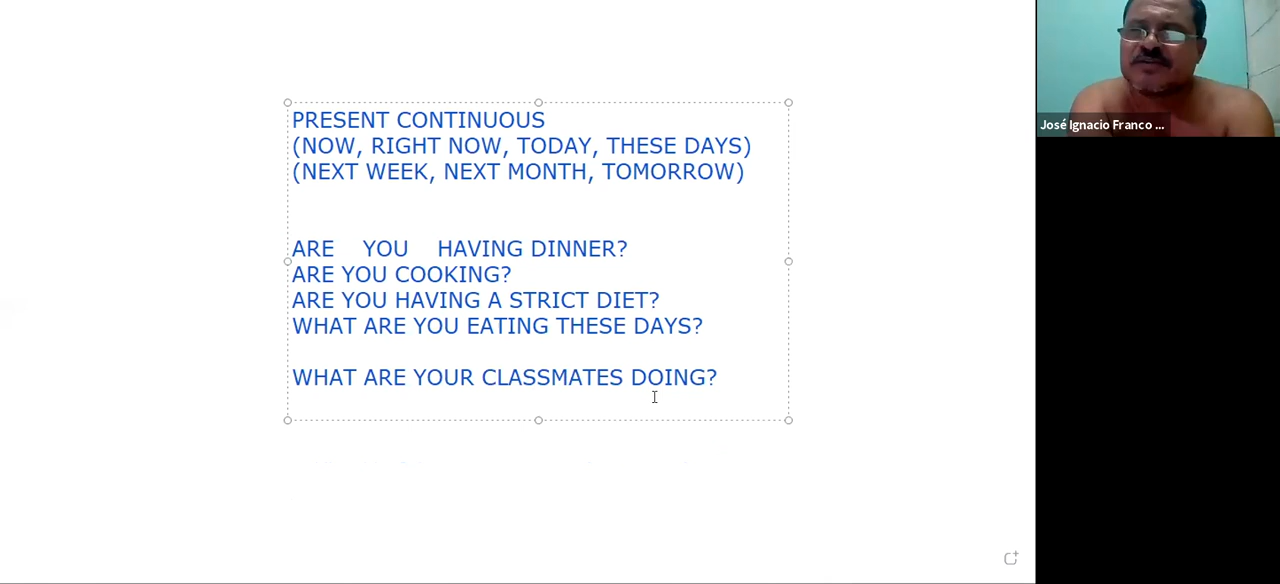 PRESENT CONTINUOUS
(NOW, RIGHT NOW, TODAY, THESE DAYS)
(NEXT WEEK, NEXT MONTH, TOMORROW)
ARE YOU HAVING DINNER?
ARE YOU COOKING?
ARE YOU HAVING A STRICT DIET?
WHAT ARE YOU EATING THESE DAYS?
WHAT ARE YOUR CLASSMATES DOING?
José Ignacio Franco ...